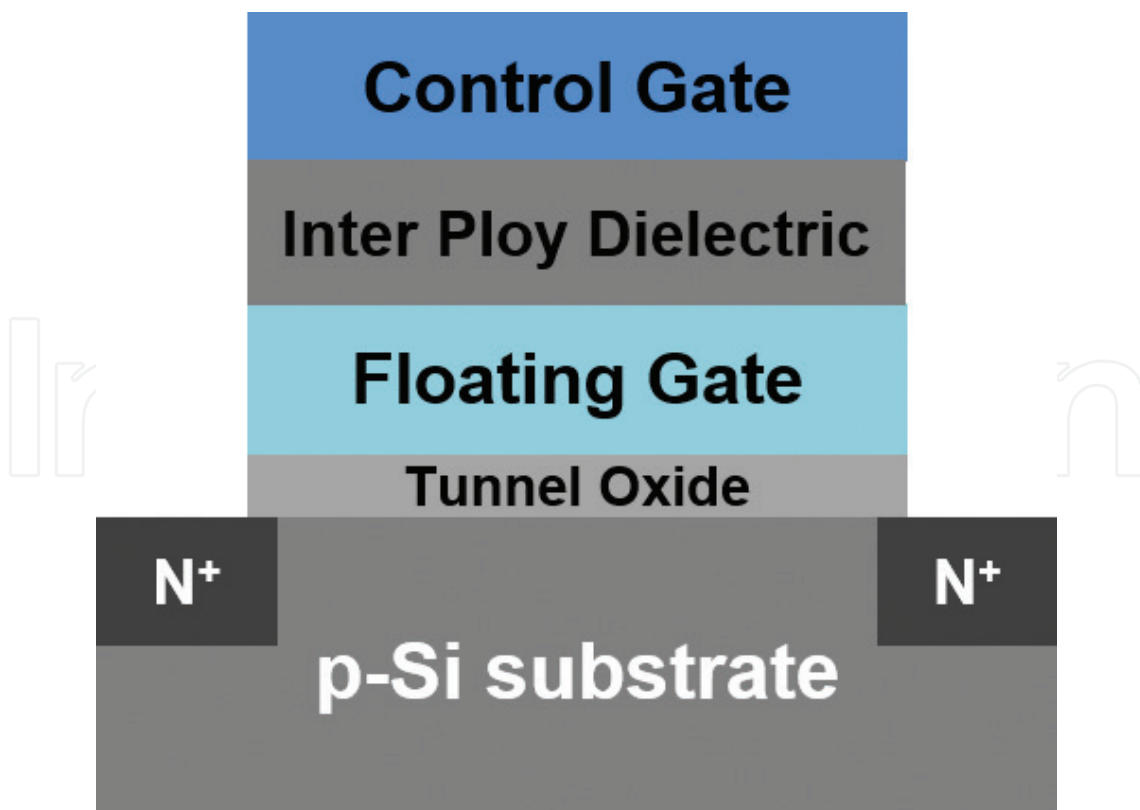 Control Gate
Inter Ploy Dielectric
Floating Gate
Tunnel Oxide
N⁺
N⁺
p-Si substrate